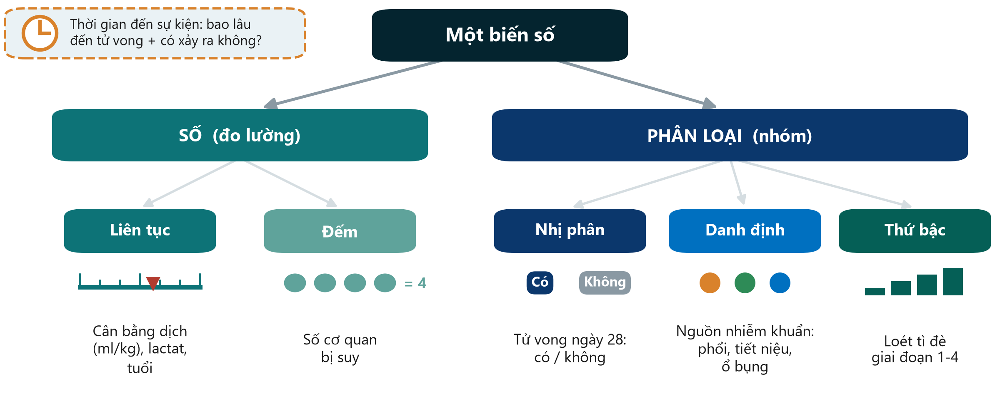 Thời gian đến sự kiện: bao lâu
đến tử vong + có xảy ra không?
Một biến số
SỐ (đo lường)
PHÂN LOẠI (nhóm)
Liên tục
Đếm
Nhị phân
Danh định
Thứ bậc
= 4
Có
Không
Cân bằng dịch
(ml/kg), lactat,
tuổi
Số cơ quan
bị suy
Tử vong ngày 28:
có / không
Nguồn nhiễm khuẩn:
phổi, tiết niệu,
ổ bụng
Loét tì đè
giai đoạn 1-4